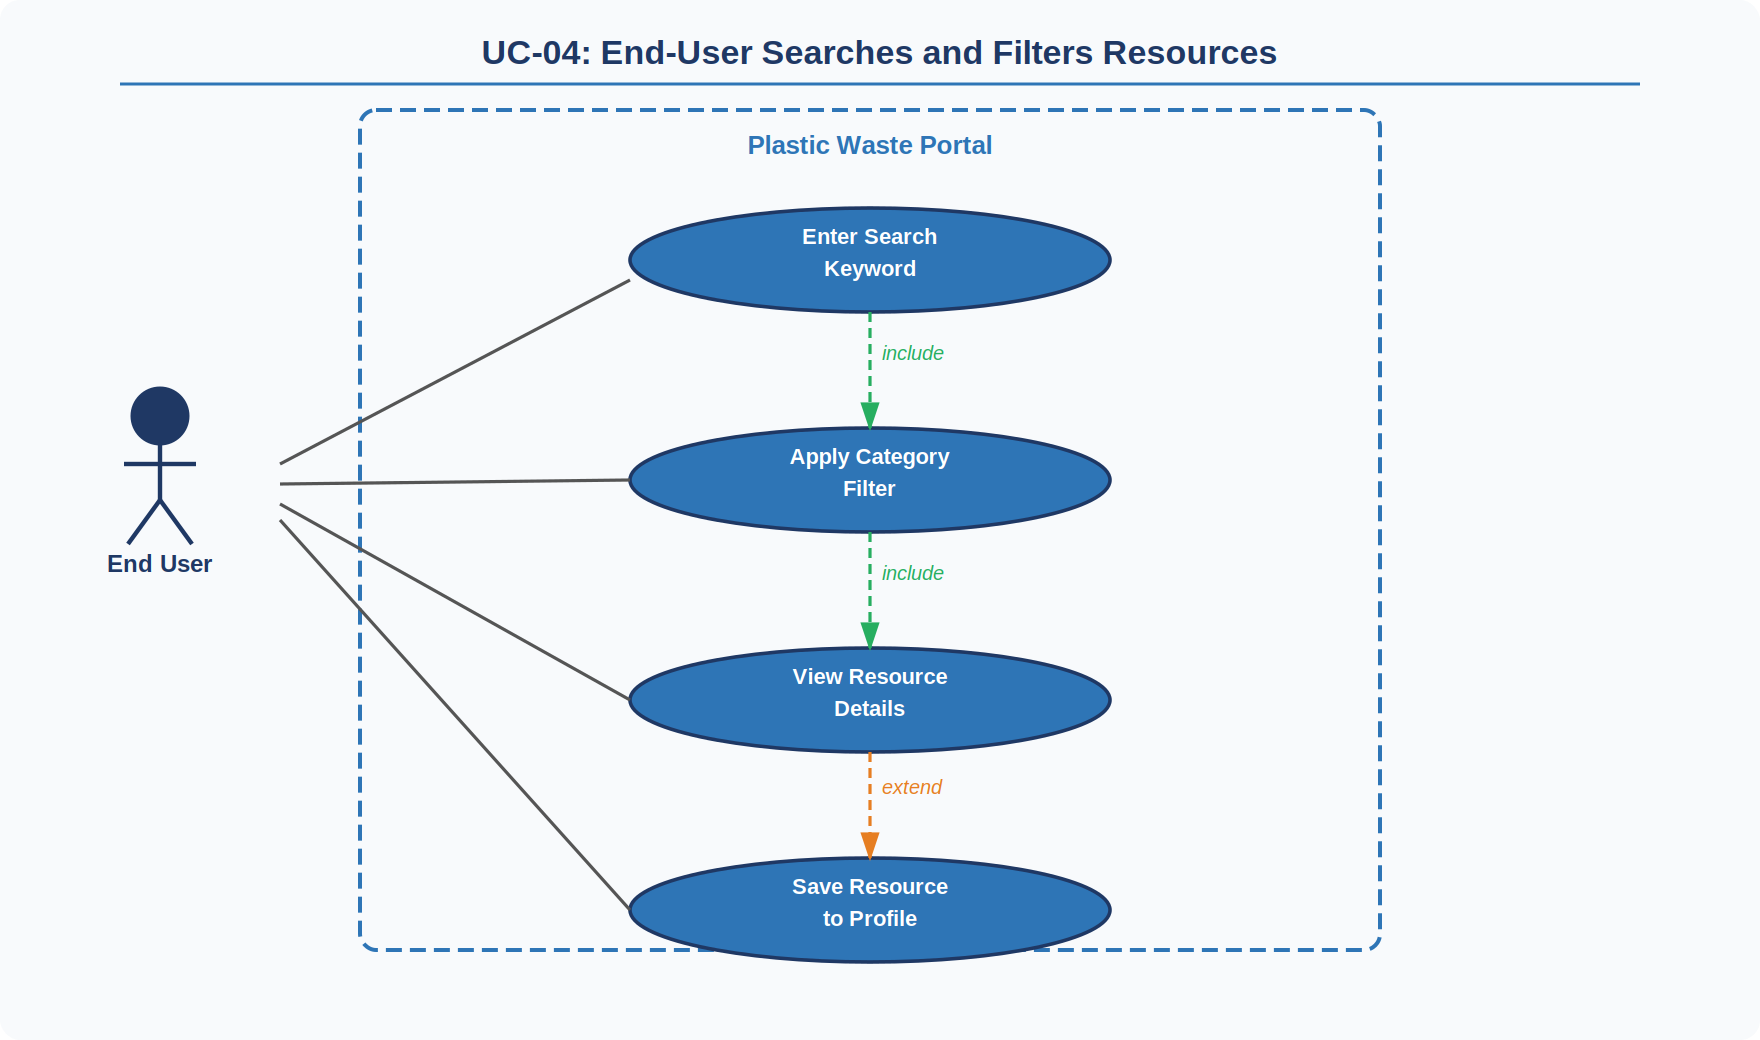 UC-04: End-User Searches and Filters Resources
Plastic Waste Portal
Enter Search
Keyword
include
Apply Category
Filter
include
End User
View Resource
Details
extend
Save Resource
to Profile